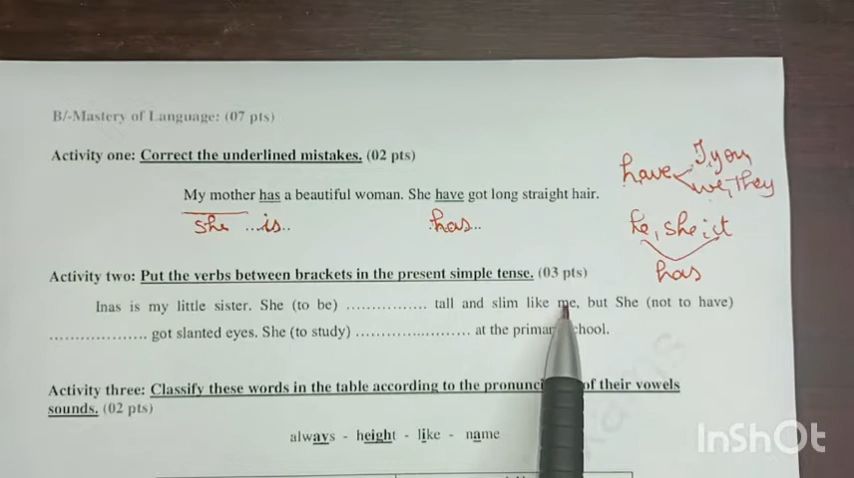 B/-Mastery of Language: (07 pts)
Activity one: Correct the underlined mistakes. (02 pts)
have I, you
we, They
My mother has a beautiful woman. She have got long straight hair.
she ...is.. .has...
he, she, it
has
Activity two: Put the verbs between brackets in the present simple tense. (03 pts)
Inas is my little sister. She (to be) ............... tall and slim like me, but She (not to have)
.................. got slanted eyes. She (to study) ..................... at the primary school.
Activity three: Classify these words in the table according to the of their vowels
sounds. (02 pts)
always - height - like - name
InShOt